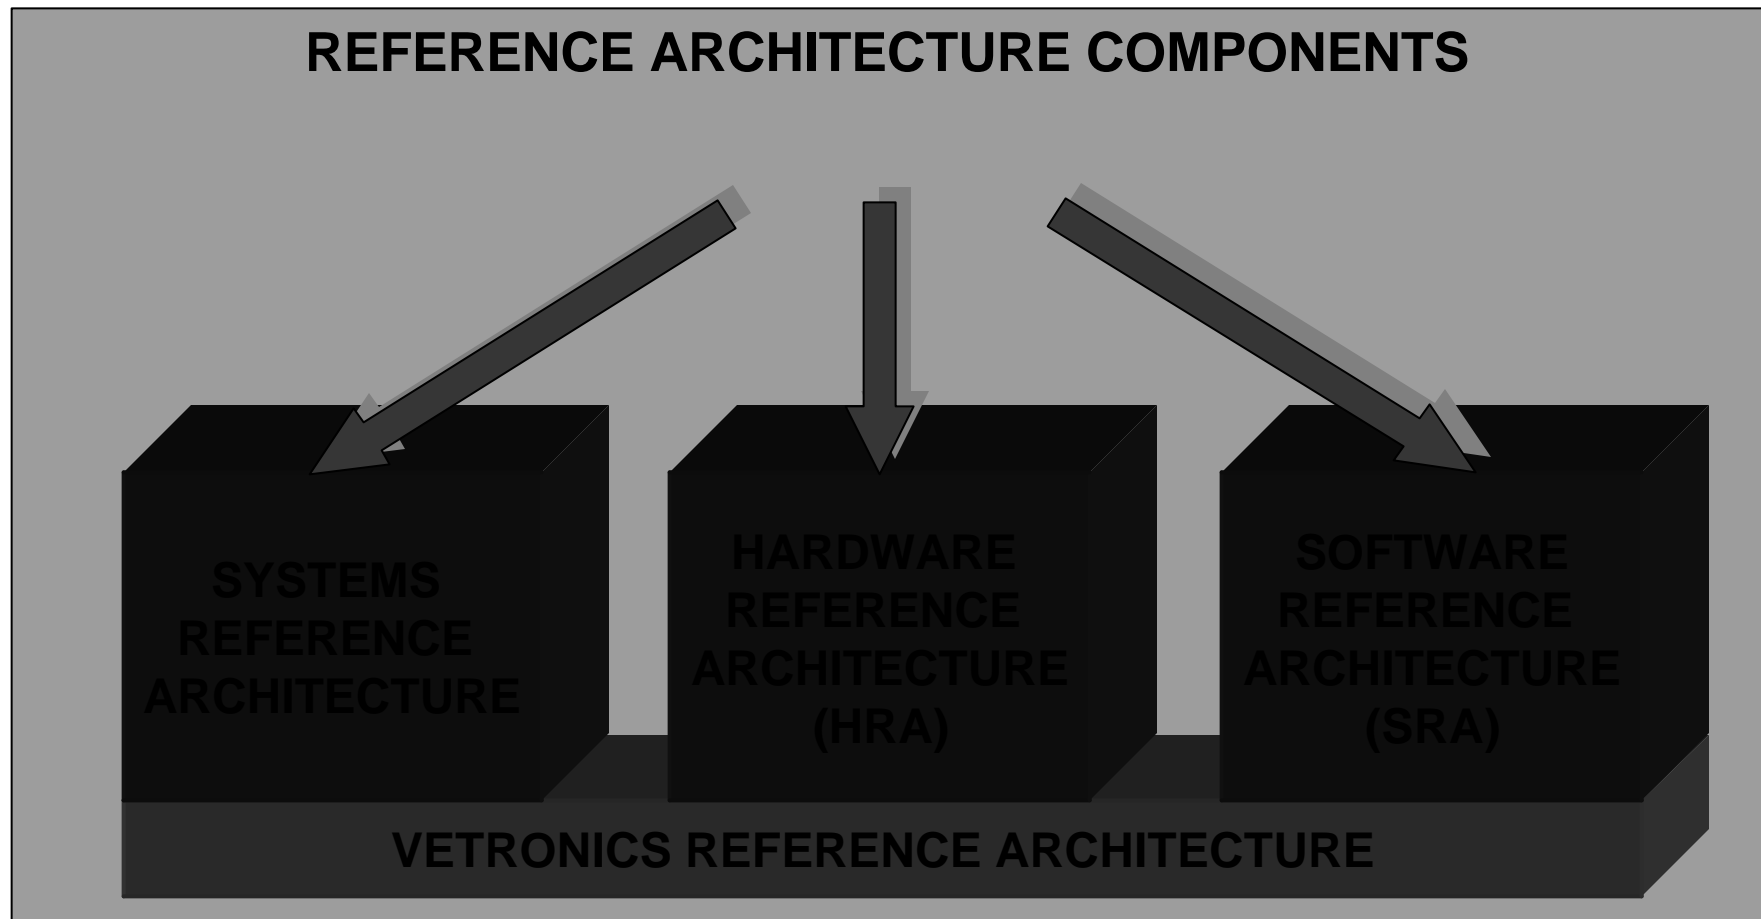 REFERENCE ARCHITECTURE COMPONENTS
SYSTEMS
REFERENCE
ARCHITECTURE
HARDWARE
REFERENCE
ARCHITECTURE
(HRA)
SOFTWARE
REFERENCE
ARCHITECTURE
(SRA)
VETRONICS REFERENCE ARCHITECTURE